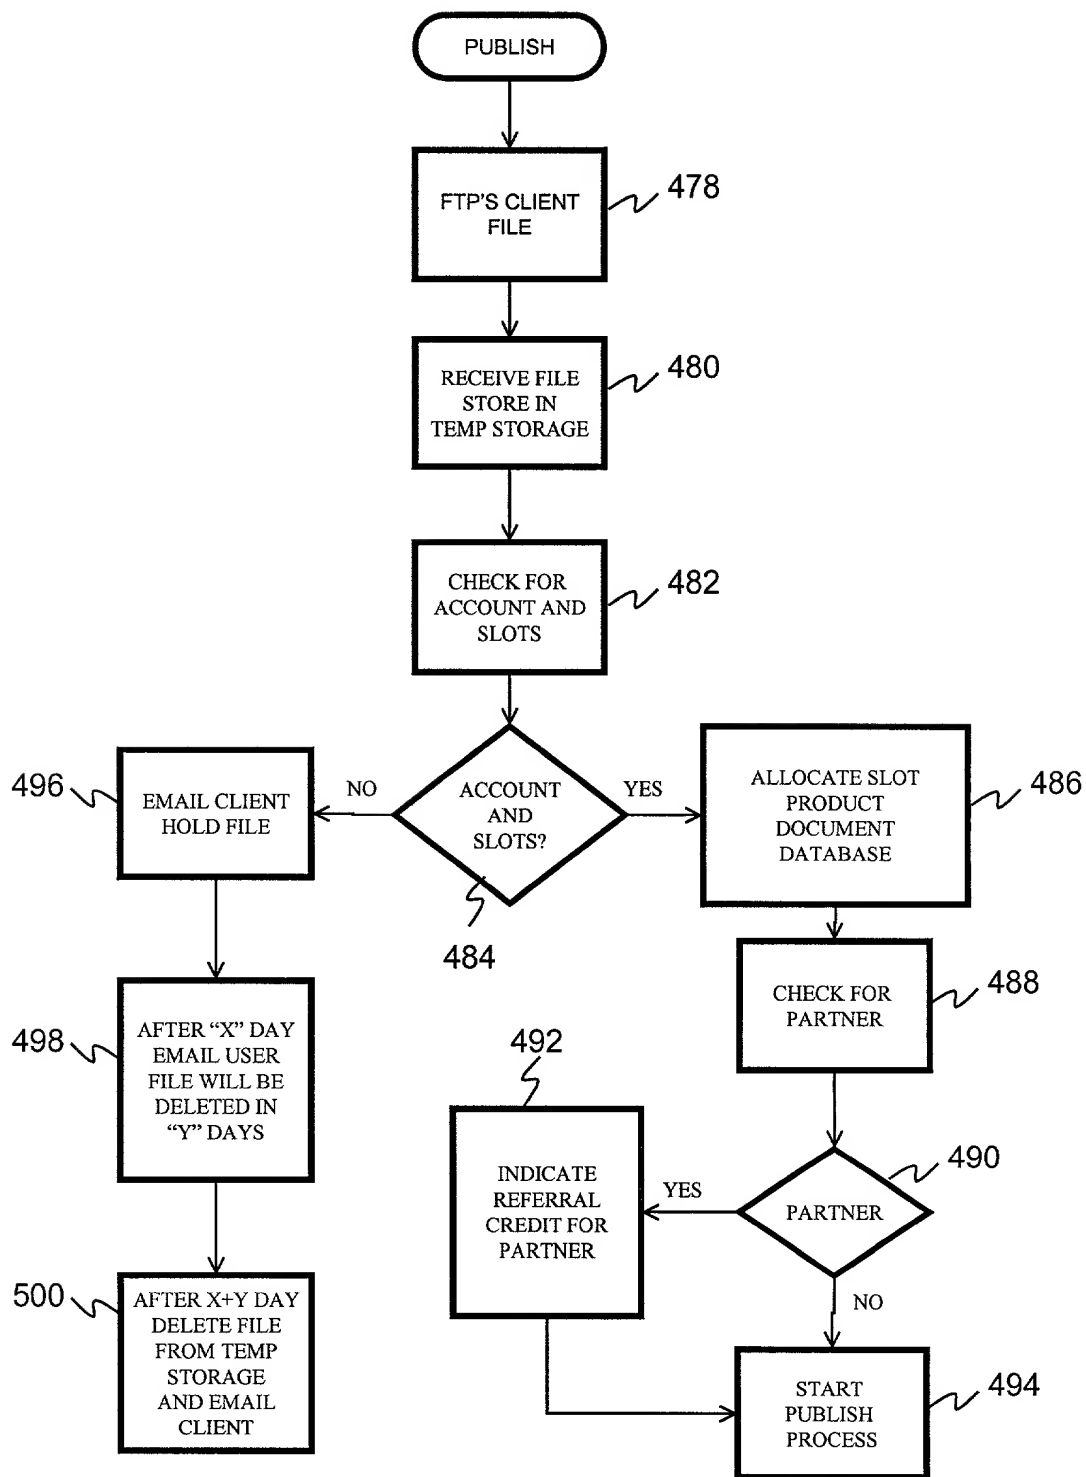 PUBLISH
FTP'S CLIENT
FILE
478
RECEIVE FILE
STORE IN
TEMP STORAGE
480
CHECK FOR
ACCOUNT AND
SLOTS
482
ACCOUNT
AND
SLOTS?
484
NO
YES
496
EMAIL CLIENT
HOLD FILE
ALLOCATE SLOT
PRODUCT
DOCUMENT
DATABASE
486
498
AFTER “X” DAY
EMAIL USER
FILE WILL BE
DELETED IN
“Y” DAYS
CHECK FOR
PARTNER
488
492
INDICATE
REFERRAL
CREDIT FOR
PARTNER
YES
PARTNER
490
NO
500
AFTER X+Y DAY
DELETE FILE
FROM TEMP
STORAGE
AND EMAIL
CLIENT
START
PUBLISH
PROCESS
494